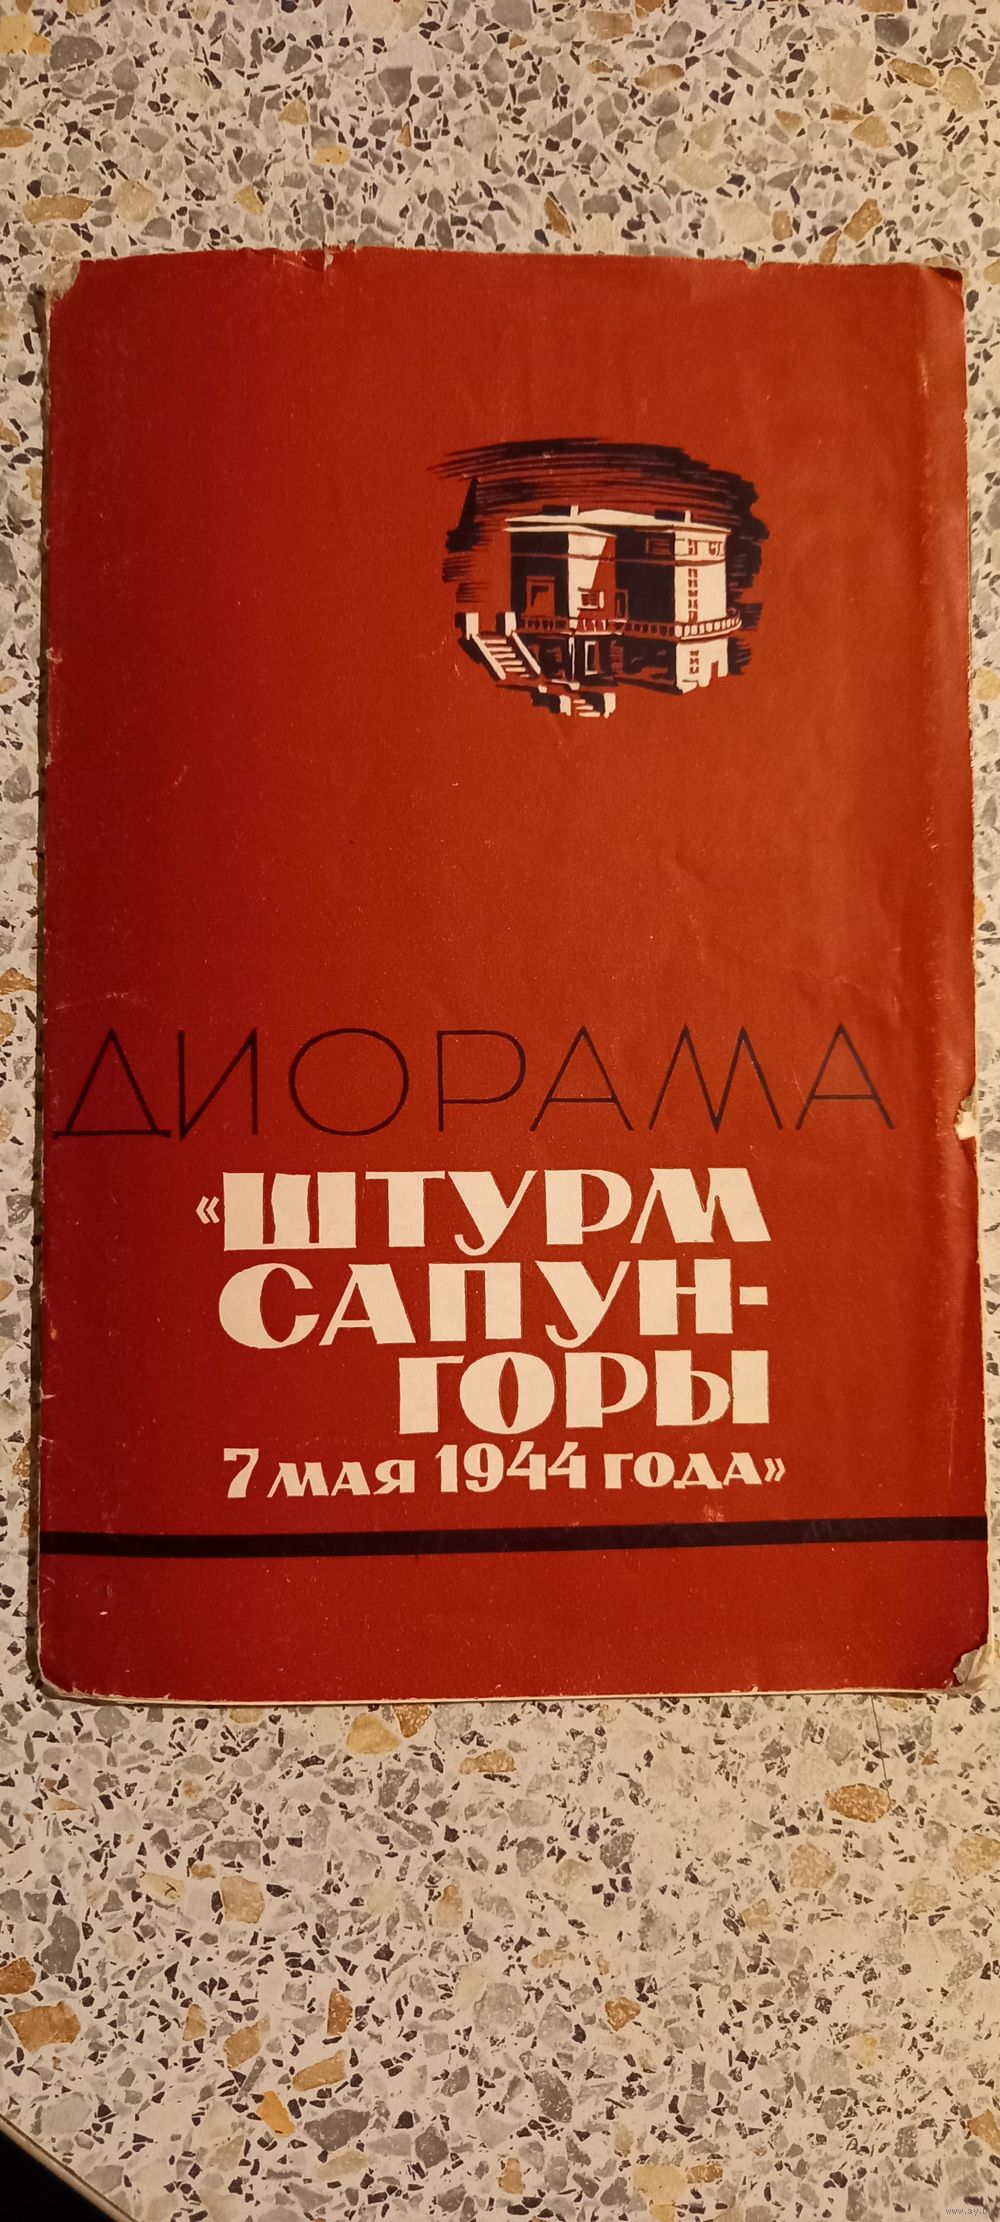 ДИОРАМА
«ШТУРМ
САПУН-
ГОРЫ
7 МАЯ 1944 ГОДА»